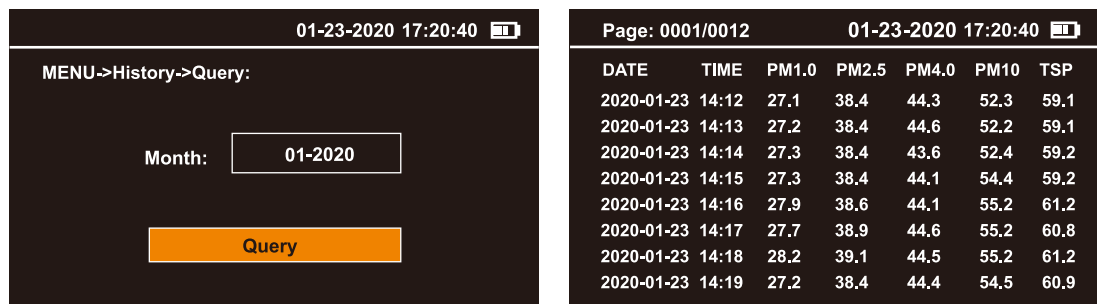 01-23-2020 17:20:40
MENU->History->Query:
Month: 01-2020
Query
Page: 0001/0012 01-23-2020 17:20:40
DATE TIME PM1.0 PM2.5 PM4.0 PM10 TSP
2020-01-23 14:12 27.1 38.4 44.3 52.3 59.1
2020-01-23 14:13 27.2 38.4 44.6 52.2 59.1
2020-01-23 14:14 27.3 38.4 43.6 52.4 59.2
2020-01-23 14:15 27.3 38.4 44.1 54.4 59.2
2020-01-23 14:16 27.9 38.6 44.1 55.2 61.2
2020-01-23 14:17 27.7 38.9 44.6 55.2 60.8
2020-01-23 14:18 28.2 39.1 44.5 55.2 61.2
2020-01-23 14:19 27.2 38.4 44.4 54.5 60.9